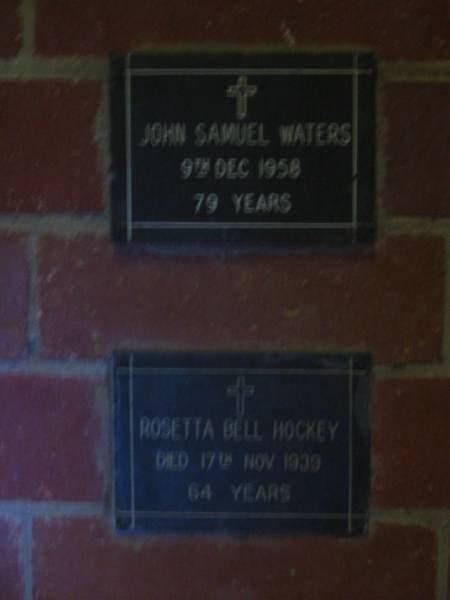 JOHN SAMUEL WATERS
9TH DEC 1958
79 YEARS
ROSETTA BELL HOCKEY
DIED 17TH NOV 1939
64 YEARS